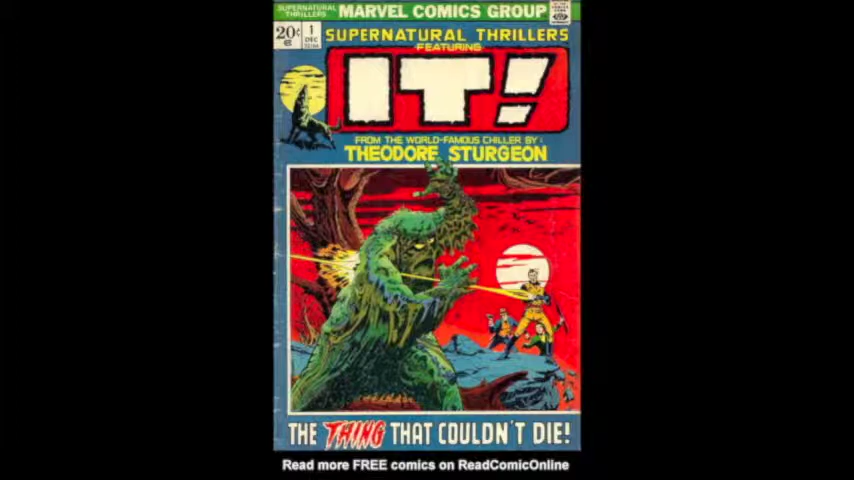 SUPERNATURAL
THRILLERS
MARVEL COMICS GROUP
20¢
1
DEC
SUPERNATURAL THRILLERS
FEATURING
IT!
FROM THE WORLD-FAMOUS CHILLER BY:
THEODORE STURGEON
THE THING THAT COULDN'T DIE!
Read more FREE comics on ReadComicOnline